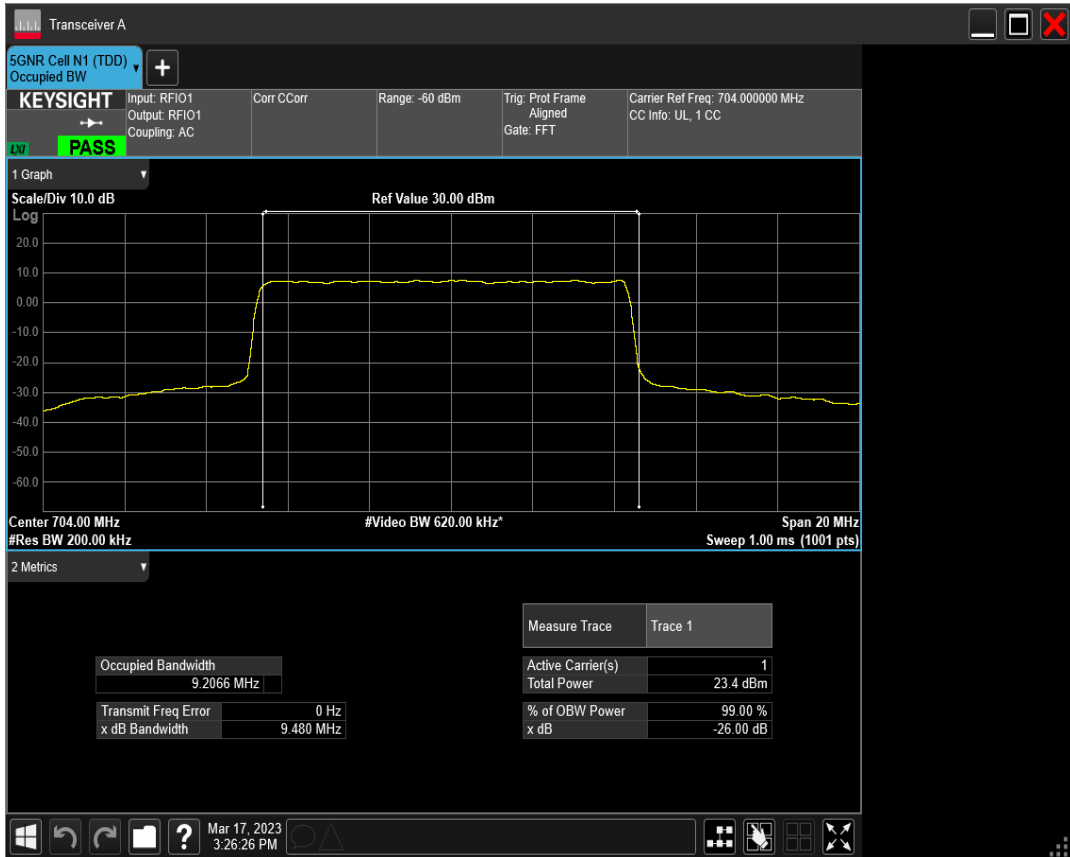 Transceiver A
5GNR Cell N1 (TDD)
Occupied BW
KEYSIGHT
LXI
PASS
Input: RFIO1
Output: RFIO1
Coupling: AC
Corr CCorr
Range: -60 dBm
Trig: Prot Frame
Aligned
Gate: FFT
Carrier Ref Freq: 704.000000 MHz
CC Info: UL, 1 CC
1 Graph
Scale/Div 10.0 dB
Ref Value 30.00 dBm
Log
20.0
10.0
0.00
-10.0
-20.0
-30.0
-40.0
-50.0
-60.0
Center 704.00 MHz
#Video BW 620.00 kHz*
Span 20 MHz
#Res BW 200.00 kHz
Sweep 1.00 ms (1001 pts)
2 Metrics
Measure Trace Trace 1
Occupied Bandwidth
9.2066 MHz
Active Carrier(s) 1
Total Power 23.4 dBm
Transmit Freq Error 0 Hz
x dB Bandwidth 9.480 MHz
% of OBW Power 99.00 %
x dB -26.00 dB
?
Mar 17, 2023
3:26:26 PM